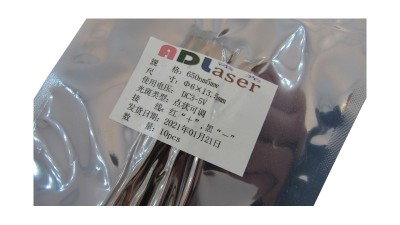 ADLaser
规 格: 650nm5mw
尺 寸: Φ6×13.5mm
使用电压: DC3-5V
光斑类型: 点状可调
接 线: 红“+”, 黑“—”
发货日期: 2021年01月21日
数 量: 10pcs